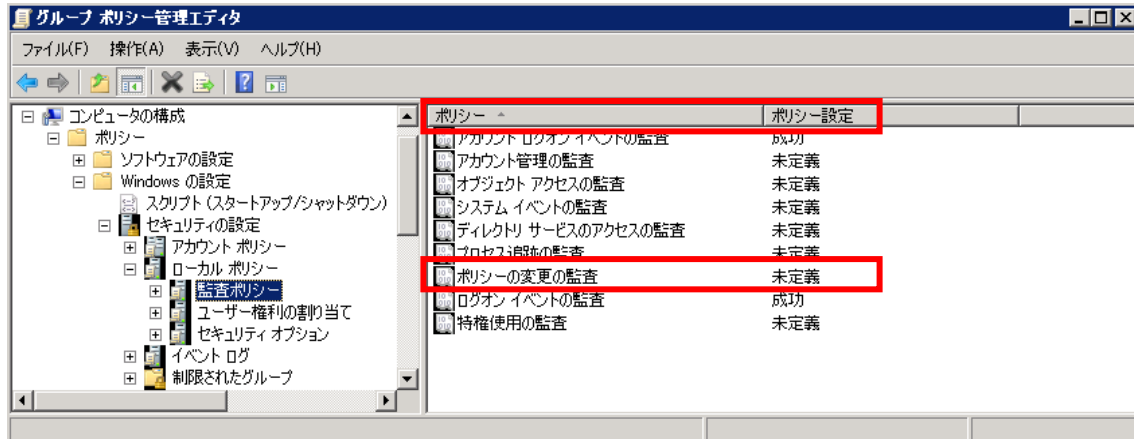 グループ ポリシー管理エディタ
ファイル(F) 操作(A) 表示(V) ヘルプ(H)
コンピュータの構成
ポリシー
ソフトウェアの設定
Windows の設定
スクリプト (スタートアップ/シャットダウン)
セキュリティの設定
アカウント ポリシー
ローカル ポリシー
監査ポリシー
ユーザー権利の割り当て
セキュリティ オプション
イベント ログ
制限されたグループ
ポリシー ポリシー設定
アカウント ログオン イベントの監査 成功
アカウント管理の監査 未定義
オブジェクト アクセスの監査 未定義
システム イベントの監査 未定義
ディレクトリ サービスのアクセスの監査 未定義
プロセス追跡の監査 未定義
ポリシーの変更の監査 未定義
ログオン イベントの監査 成功
特権使用の監査 未定義